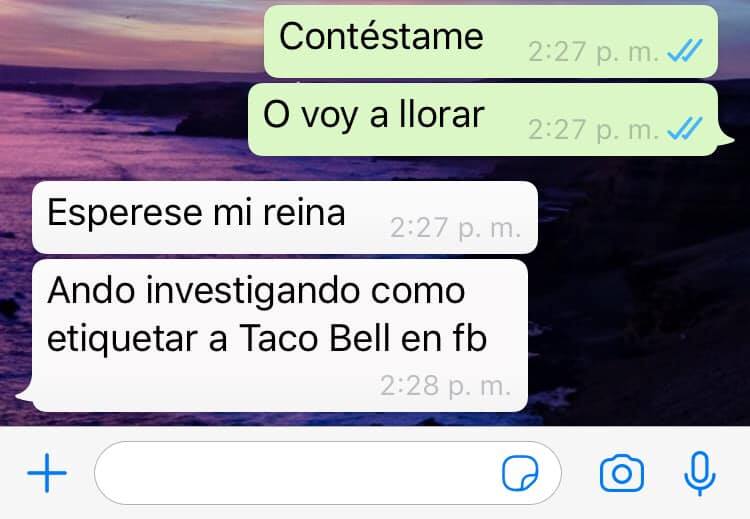 Contéstame
2:27 p. m.
O voy a llorar
2:27 p. m.
Esperese mi reina
2:27 p. m.
Ando investigando como
etiquetar a Taco Bell en fb
2:28 p. m.